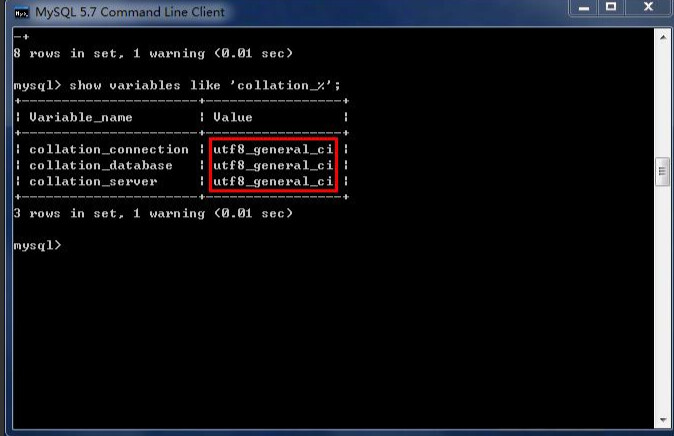 MySQL 5.7 Command Line Client
-+
8 rows in set, 1 warning (0.01 sec)
mysql> show variables like 'collation_%';
+----------------------+-----------------+
| Variable_name | Value |
+----------------------+-----------------+
| collation_connection | utf8_general_ci |
| collation_database | utf8_general_ci |
| collation_server | utf8_general_ci |
+----------------------+-----------------+
3 rows in set, 1 warning (0.01 sec)
mysql>